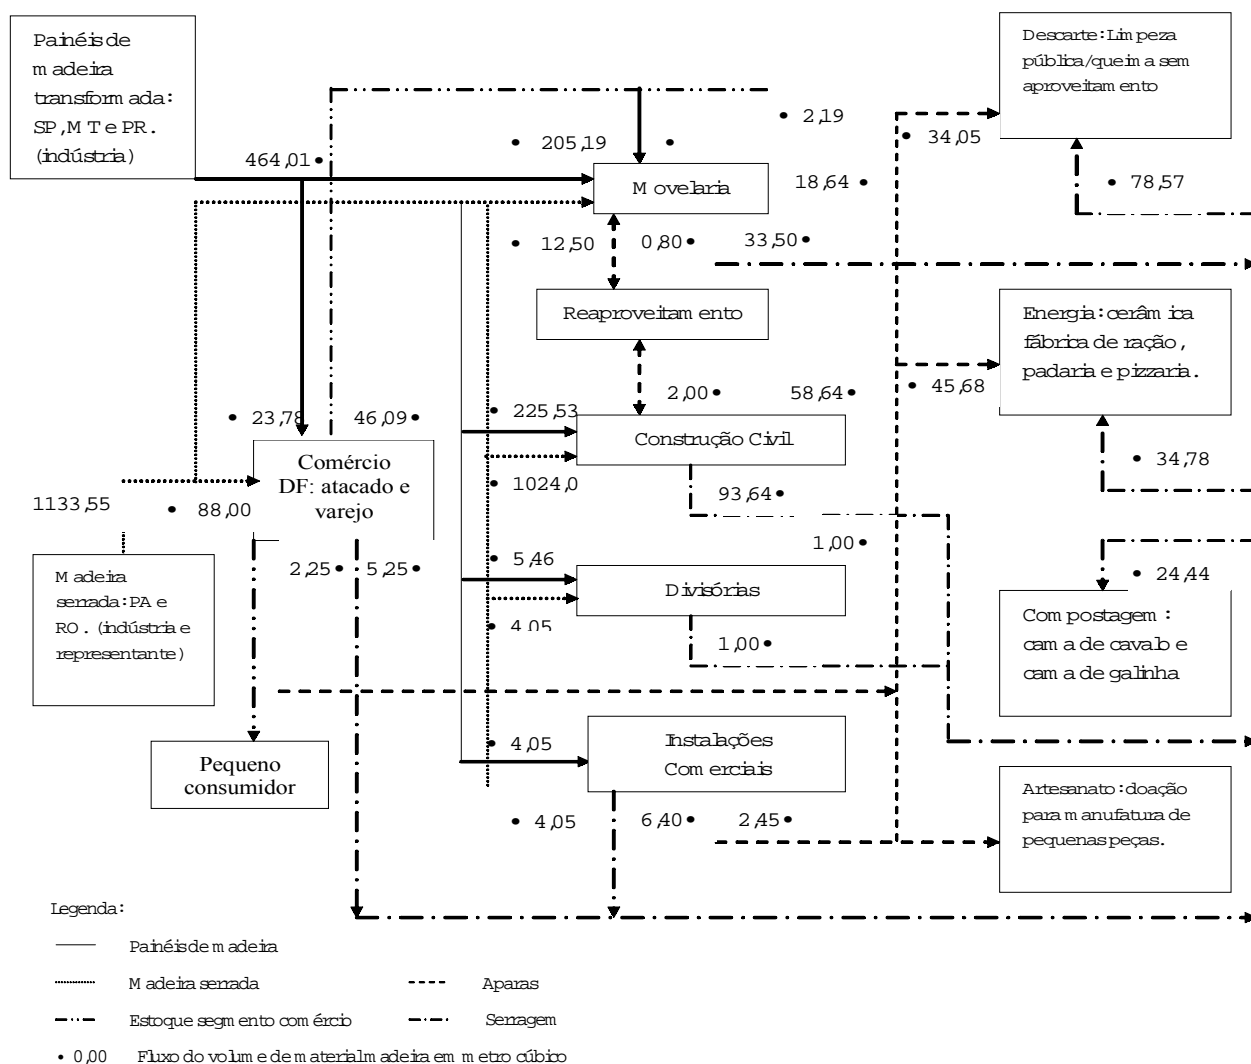 Painéis de
madeira
transformada:
SP, MT e PR.
(indústria)
464,01 •
• 205,19 •
• 2,19
Movelaria
18,64 •
• 12,50
0,80 •
33,50 •
Reaproveitamento
2,00 •
58,64 •
• 23,78
46,09 •
• 225,53
Construção Civil
Comércio
DF: atacado e
varejo
1133,55
• 88,00
• 1024,0
93,64 •
1,00 •
2,25 •
5,25 •
• 5,46
Divisórias
Madeira
serrada: PA e
RO. (indústria e
representante)
• 4,05
1,00 •
Pequeno
consumidor
• 4,05
Instalações
Comerciais
• 4,05
6,40 •
2,45 •
Descarte: Limpeza
pública/queima sem
aproveitamento
• 34,05
• 78,57
Energia: cerâmica
fábrica de ração,
padaria e pizzaria.
• 45,68
• 34,78
• 24,44
Compostagem:
cama de cavalo e
cama de galinha
Artesanato: doação
para manufatura de
pequenas peças.
Legenda:
Painéis de madeira
Madeira serrada
Aparas
Estoque segmento comércio
Serragem
• 0,00 Fluxo do volume de material madeira em metro cúbico